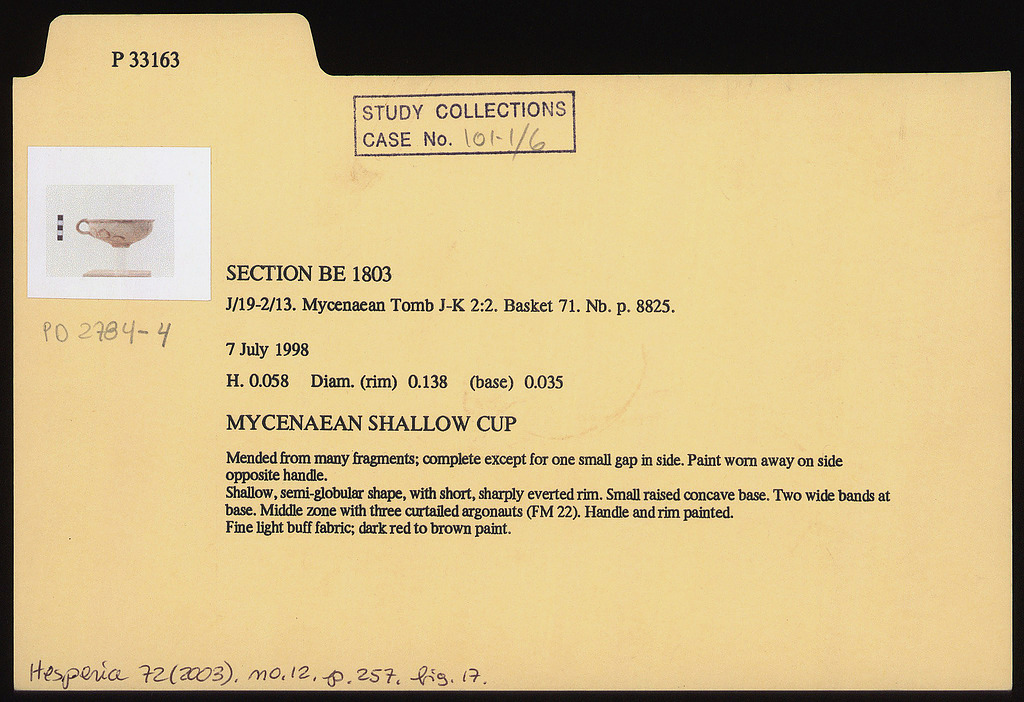 P 33163
STUDY COLLECTIONS
CASE No. 101-1/6
PD 2784-4
SECTION BE 1803
J/19-2/13. Mycenaean Tomb J-K 2:2. Basket 71. Nb. p. 8825.
7 July 1998
H. 0.058 Diam. (rim) 0.138 (base) 0.035
MYCENAEAN SHALLOW CUP
Mended from many fragments; complete except for one small gap in side. Paint worn away on side
opposite handle.
Shallow, semi-globular shape, with short, sharply everted rim. Small raised concave base. Two wide bands at
base. Middle zone with three curtailed argonauts (FM 22). Handle and rim painted.
Fine light buff fabric; dark red to brown paint.
Hesperia 72 (2003). no. 12. p. 257. fig. 17.